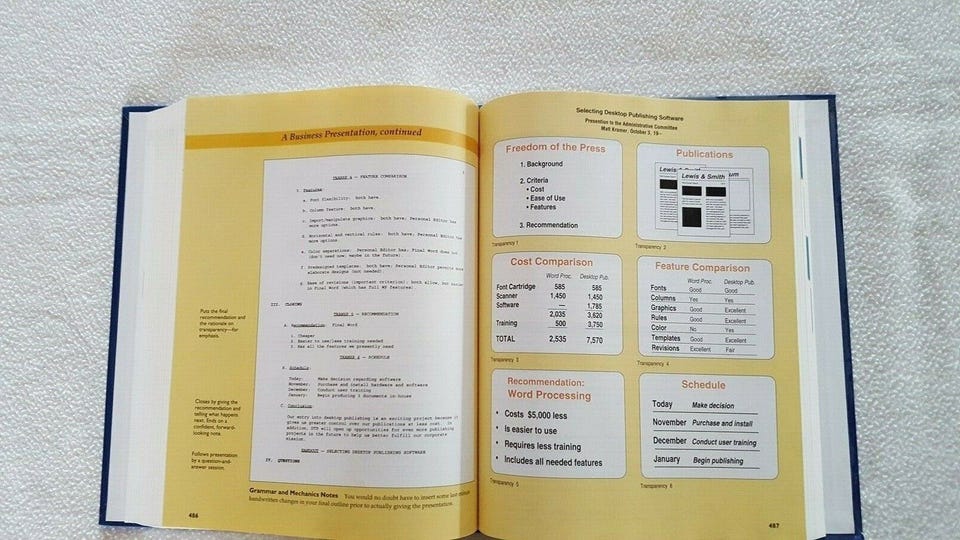 A Business Presentation, continued
TRANSP 4 — FEATURE COMPARISON
3. Features:
a. Font flexibility: both have.
b. Column feature: both have.
c. Import/manipulate graphics: both have; Personal Editor has
more options.
d. Horizontal and vertical rules: both have; Personal Editor has
more options.
e. Color separations: Personal Editor has; Final Word does not
(don't need now; maybe in the future).
f. Predesigned templates: both have; Personal Editor permits more
elaborate designs (not needed).
g. Ease of revisions (important criterion): both allow, but easier
in Final Word (which has full WP features).
III. CLOSING
TRANSP 5 — RECOMMENDATION
A. Recommendation: Final Word
1. Cheaper
2. Easier to use/less training needed
3. Has all the features we presently need
TRANSP 6 — SCHEDULE
B. Schedule:
Today: Make decision regarding software
November: Purchase and install hardware and software
December: Conduct user training
January: Begin producing documents in-house
C. Conclusion:
Our entry into desktop publishing is an exciting project because it
gives us greater control over our publications at less cost. In
addition, DTP will open up opportunities for even more publishing
projects in the future to help us better fulfill our corporate
mission.
HANDOUT — SELECTING DESKTOP PUBLISHING SOFTWARE
IV. QUESTIONS
Puts the final
recommendation and
the rationale on
transparency—for
emphasis.
Closes by giving the
recommendation and
telling what happens
next. Ends on a
confident, forward-
looking note.
Follows presentation
by a question-and-
answer session.
Grammar and Mechanics Notes You would no doubt have to insert some last-minute
handwritten changes in your final outline prior to actually giving the presentation.
486
Selecting Desktop Publishing Software
Presention to the Administrative Committee
Matt Kromer, October 3, 19--
Freedom of the Press
1. Background
2. Criteria
• Cost
• Ease of Use
• Features
3. Recommendation
Transparency 1
Publications
Lewis & Smith
um
Transparency 2
Cost Comparison
Word Proc. Desktop Pub.
Font Cartridge 585 585
Scanner 1,450 1,450
Software — 1,785
2,035 3,620
Training 500 3,750
TOTAL 2,535 7,570
Transparency 3
Feature Comparison
Word Proc. Desktop Pub.
Fonts Good Good
Columns Yes Yes
Graphics Good Excellent
Rules Good Excellent
Color No Yes
Templates Good Excellent
Revisions Excellent Fair
Transparency 4
Recommendation:
Word Processing
• Costs $5,000 less
• Is easier to use
• Requires less training
• Includes all needed features
Transparency 5
Schedule
Today Make decision
November Purchase and install
December Conduct user training
January Begin publishing
Transparency 6
487